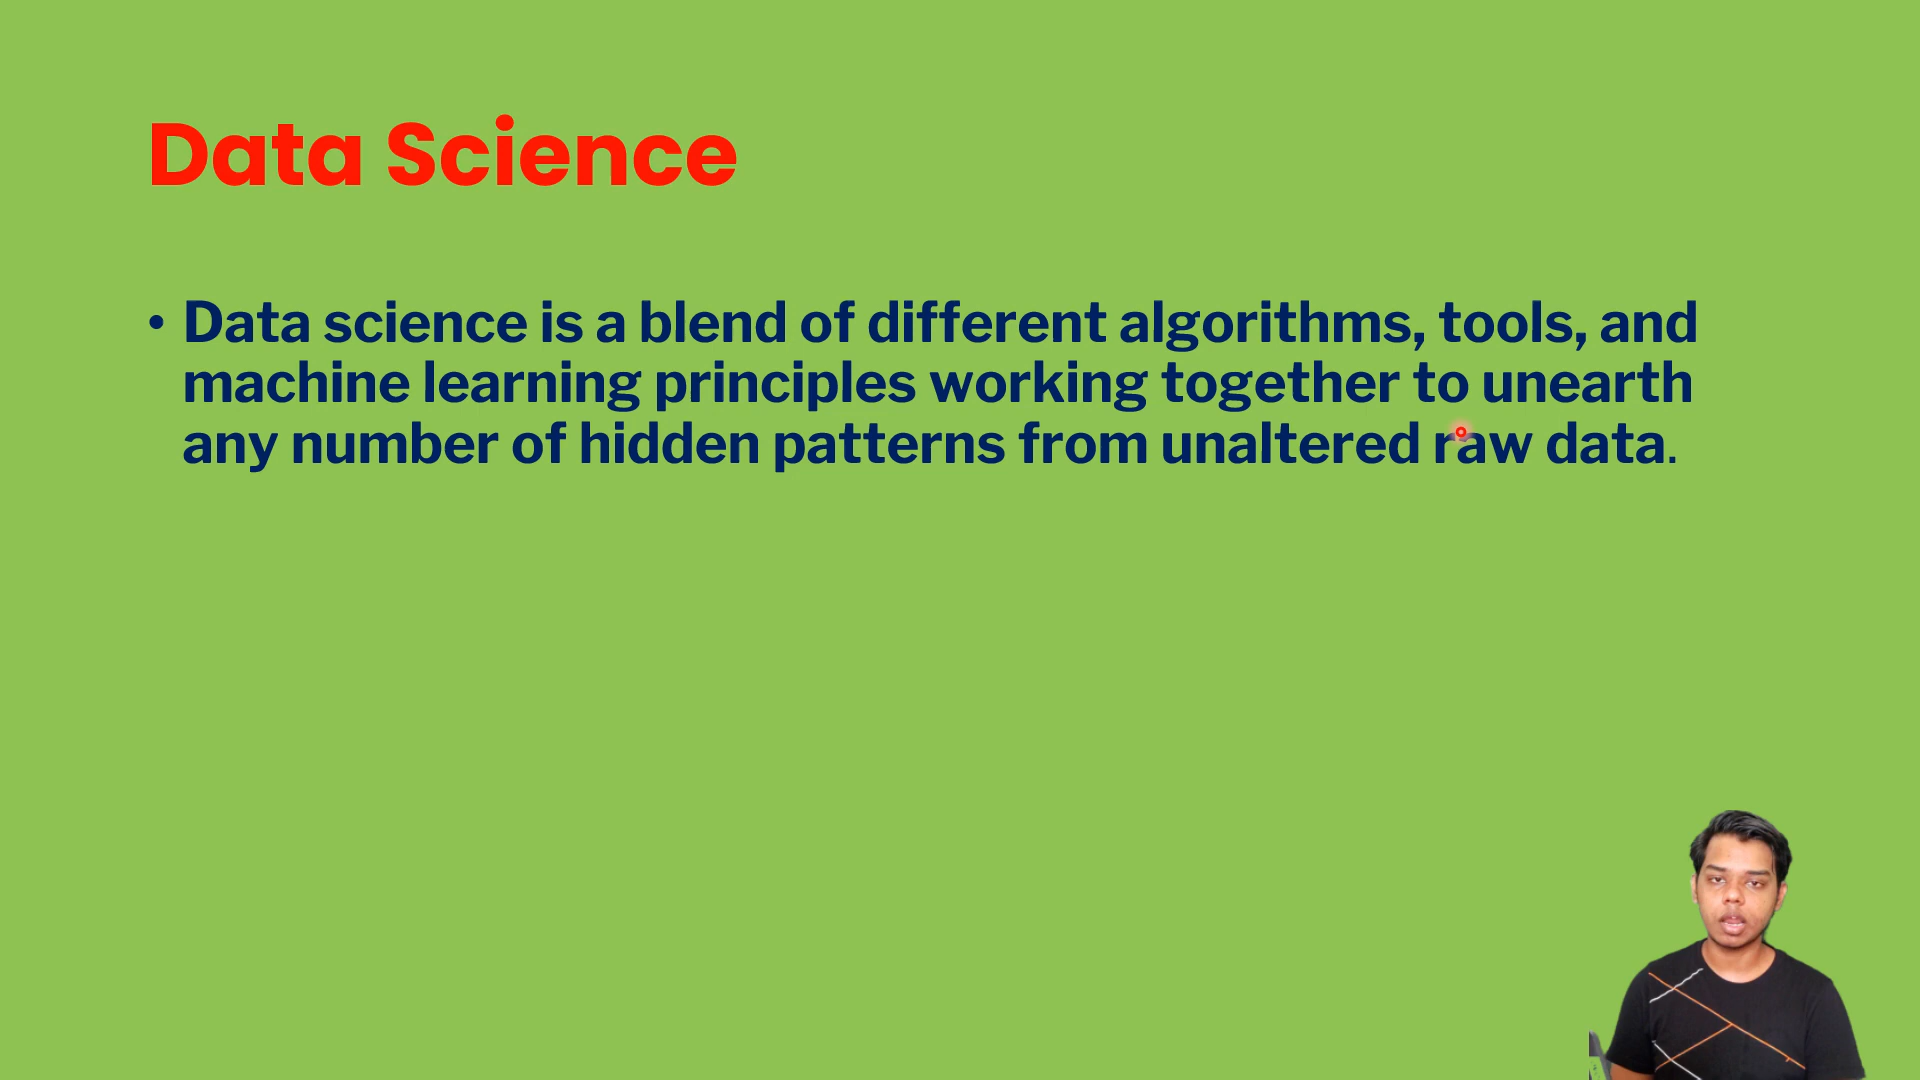 Data Science
• Data science is a blend of different algorithms, tools, and
machine learning principles working together to unearth
any number of hidden patterns from unaltered raw data.